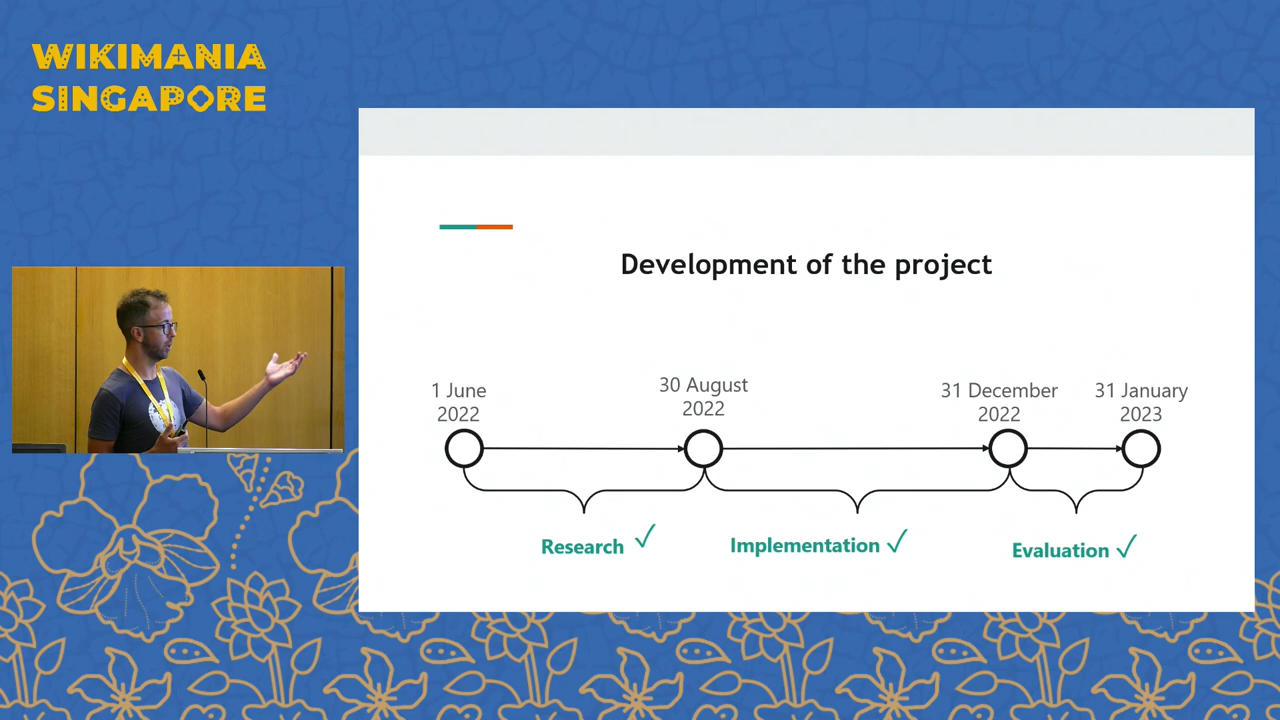 WIKIMANIA
SINGAPORE
Development of the project
1 June
2022
30 August
2022
31 December
2022
31 January
2023
Research ✓
Implementation ✓
Evaluation ✓